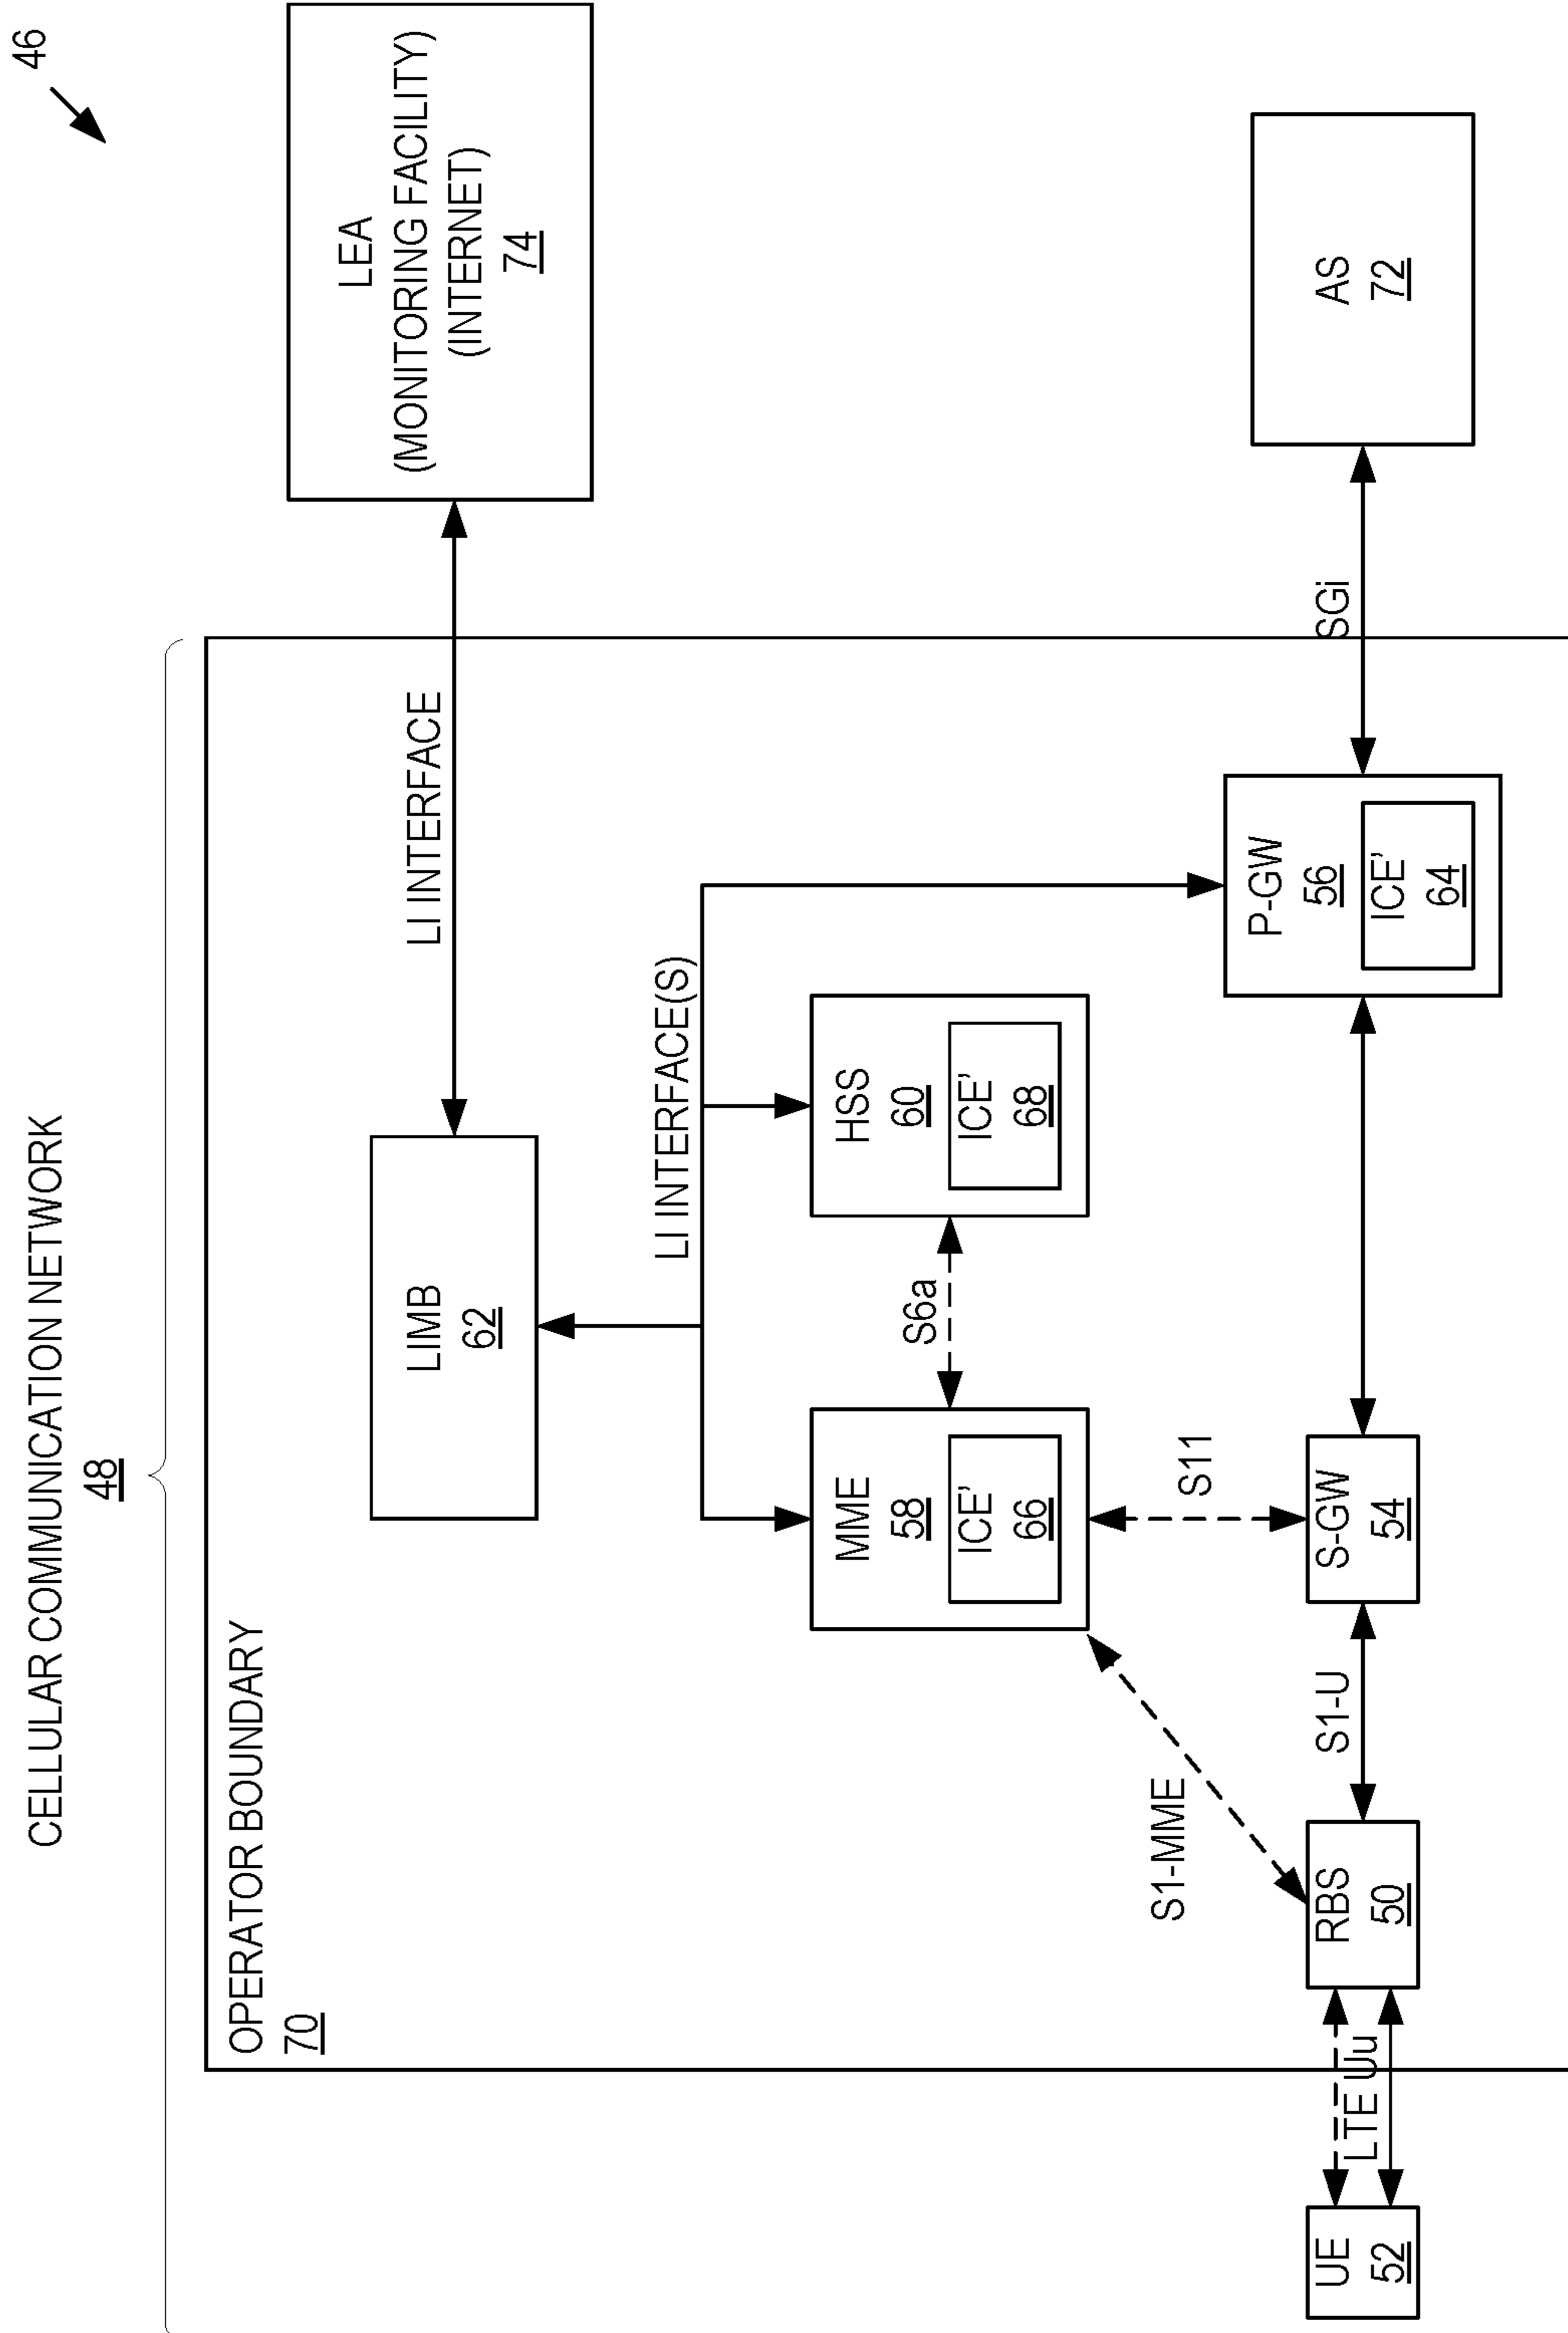 46
CELLULAR COMMUNICATION NETWORK
48
OPERATOR BOUNDARY
70
LEA
(MONITORING FACILITY)
(INTERNET)
74
LI INTERFACE
LIMB
62
LI INTERFACE(S)
MME
58
ICE’
66
S6a
HSS
60
ICE’
68
S1-MME
S11
UE
52
LTE Uu
RBS
50
S1-U
S-GW
54
P-GW
56
ICE’
64
SGi
AS
72